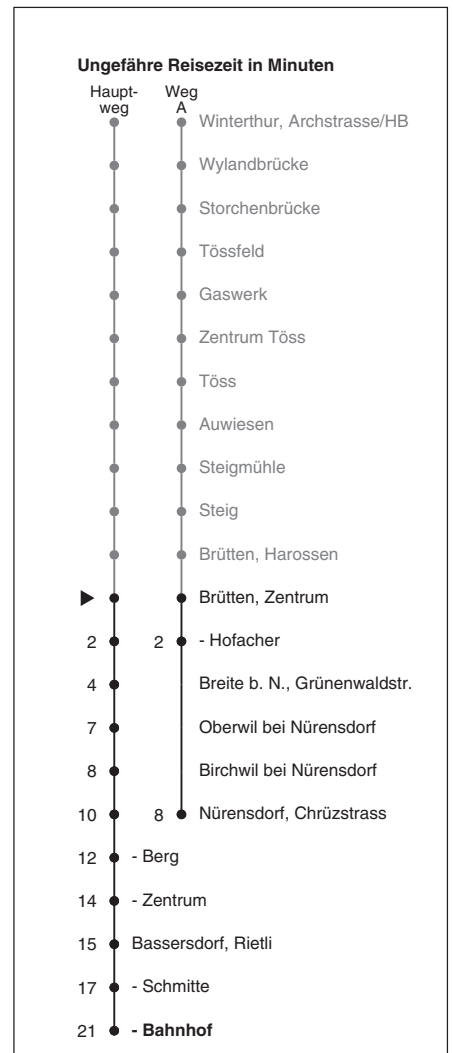 Ungefähre Reisezeit in Minuten
Haupt- Weg
weg A
Winterthur, Archstrasse/HB
Wylandbrücke
Storchenbrücke
Tössfeld
Gaswerk
Zentrum Töss
Töss
Auwiesen
Steigmühle
Steig
Brütten, Harossen
Brütten, Zentrum
2 2 - Hofacher
4 Breite b. N., Grünenwaldstr.
7 Oberwil bei Nürensdorf
8 Birchwil bei Nürensdorf
10 8 Nürensdorf, Chrüzstrass
12 - Berg
14 - Zentrum
15 Bassersdorf, Rietli
17 - Schmitte
21 - Bahnhof